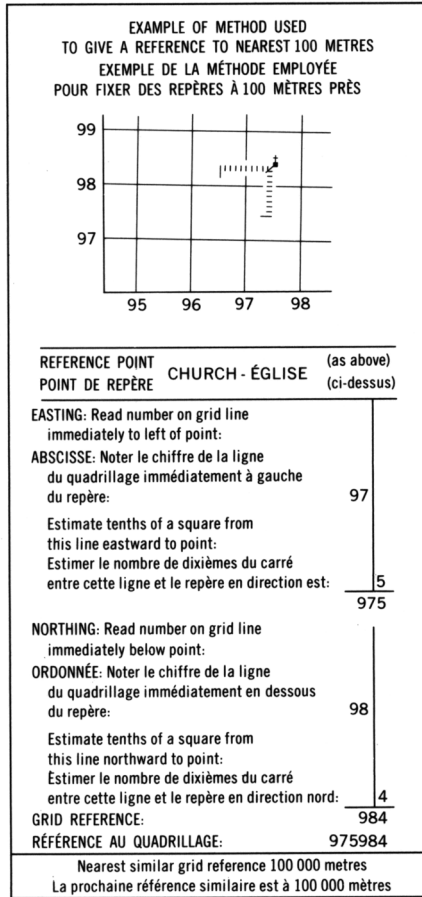 EXAMPLE OF METHOD USED
TO GIVE A REFERENCE TO NEAREST 100 METRES
EXEMPLE DE LA MÉTHODE EMPLOYÉE
POUR FIXER DES REPÈRES À 100 MÈTRES PRÈS
99
98
97
95 96 97 98
REFERENCE POINT
POINT DE REPÈRE
CHURCH - ÉGLISE
(as above)
(ci-dessus)
EASTING: Read number on grid line
immediately to left of point:
ABSCISSE: Noter le chiffre de la ligne
du quadrillage immédiatement à gauche
du repère: 97
Estimate tenths of a square from
this line eastward to point:
Estimer le nombre de dixièmes du carré
entre cette ligne et le repère en direction est: 5
975
NORTHING: Read number on grid line
immediately below point:
ORDONNÉE: Noter le chiffre de la ligne
du quadrillage immédiatement en dessous
du repère: 98
Estimate tenths of a square from
this line northward to point:
Estimer le nombre de dixièmes du carré
entre cette ligne et le repère en direction nord: 4
GRID REFERENCE: 984
RÉFÉRENCE AU QUADRILLAGE: 975984
Nearest similar grid reference 100 000 metres
La prochaine référence similaire est à 100 000 mètres